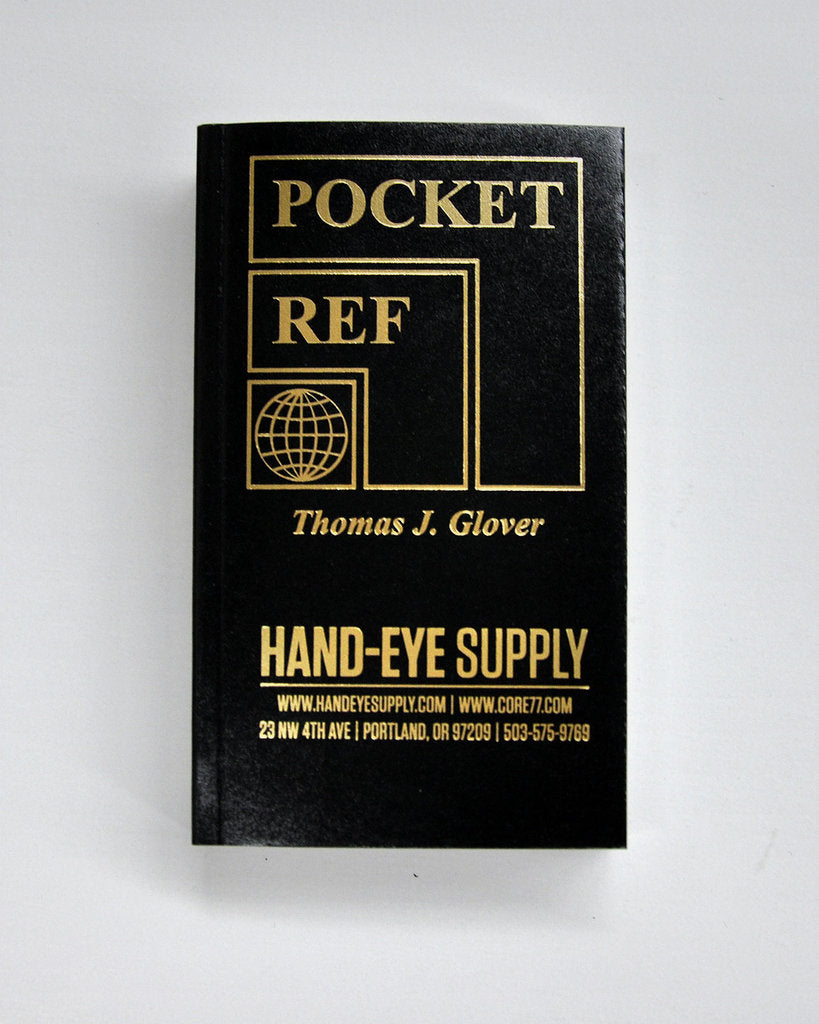 POCKET
REF
Thomas J. Glover
HAND-EYE SUPPLY
WWW.HANDEYESUPPLY.COM | WWW.CORE77.COM
23 NW 4TH AVE | PORTLAND, OR 97209 | 503-575-9769